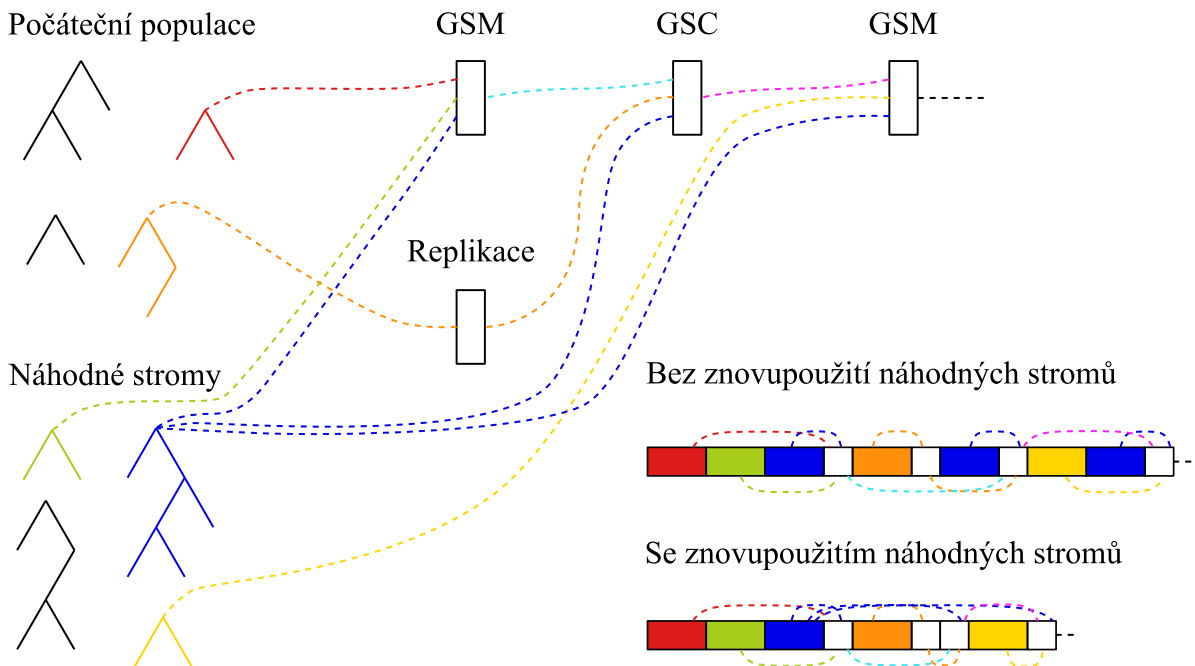 Počáteční populace
GSM
GSC
GSM
Replikace
Náhodné stromy
Bez znovupoužití náhodných stromů
Se znovupoužitím náhodných stromů